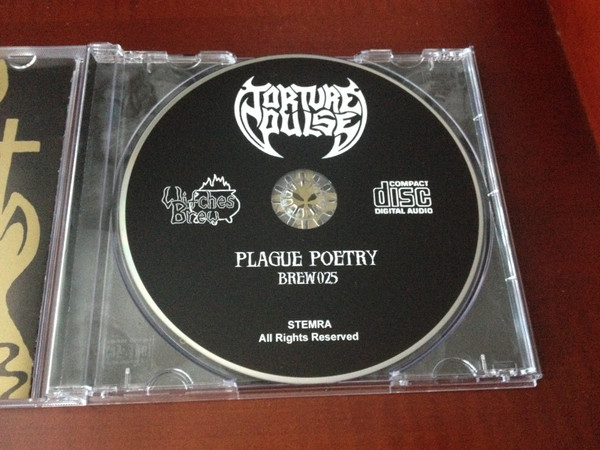 TORTURE
PULSE
Witches
Brew
COMPACT
disc
DIGITAL AUDIO
PLAGUE POETRY
BREW025
STEMRA
All Rights Reserved